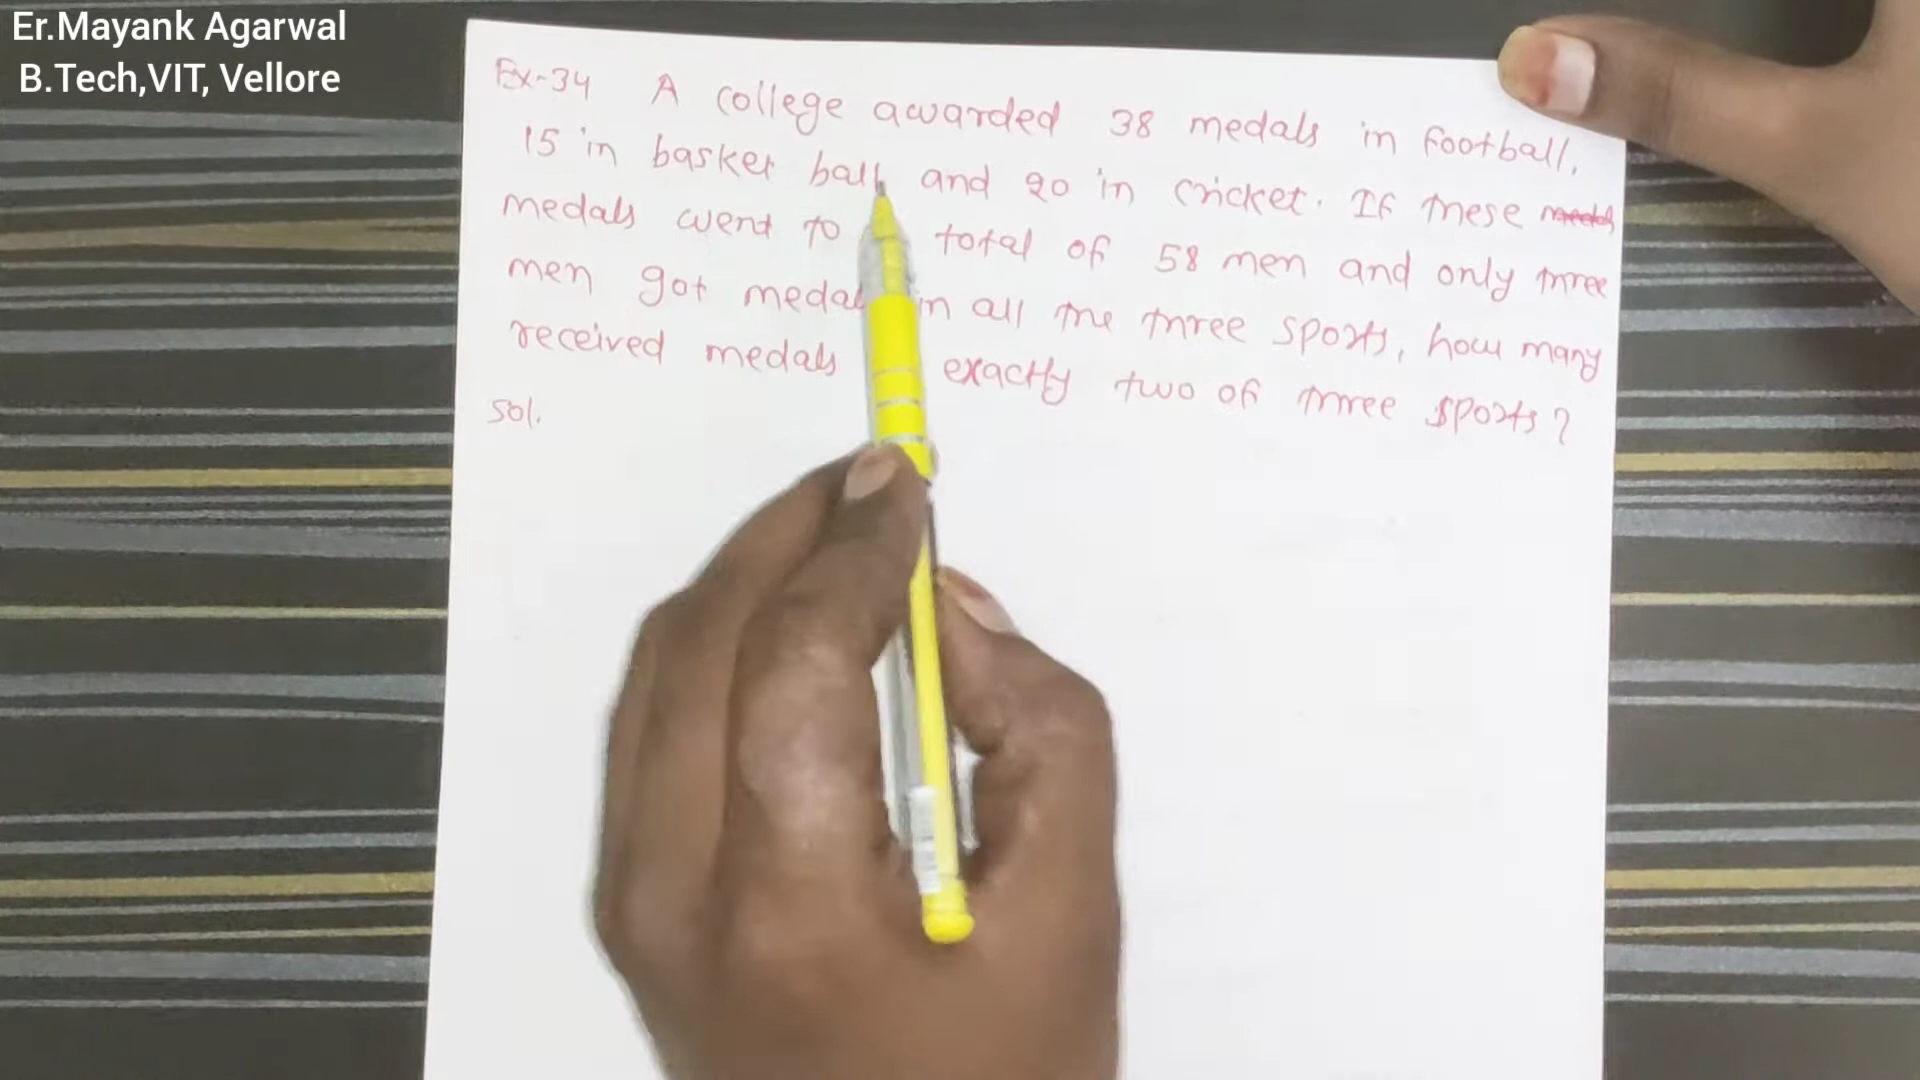 Er.Mayank Agarwal
B.Tech,VIT, Vellore
Ex-34 A college awarded 38 medals in football,
15 in basket ball and 20 in cricket. If these
medals went to total of 58 men and only three
men got medal in all the three sports, how many
received medals exactly two of three sports?
sol.